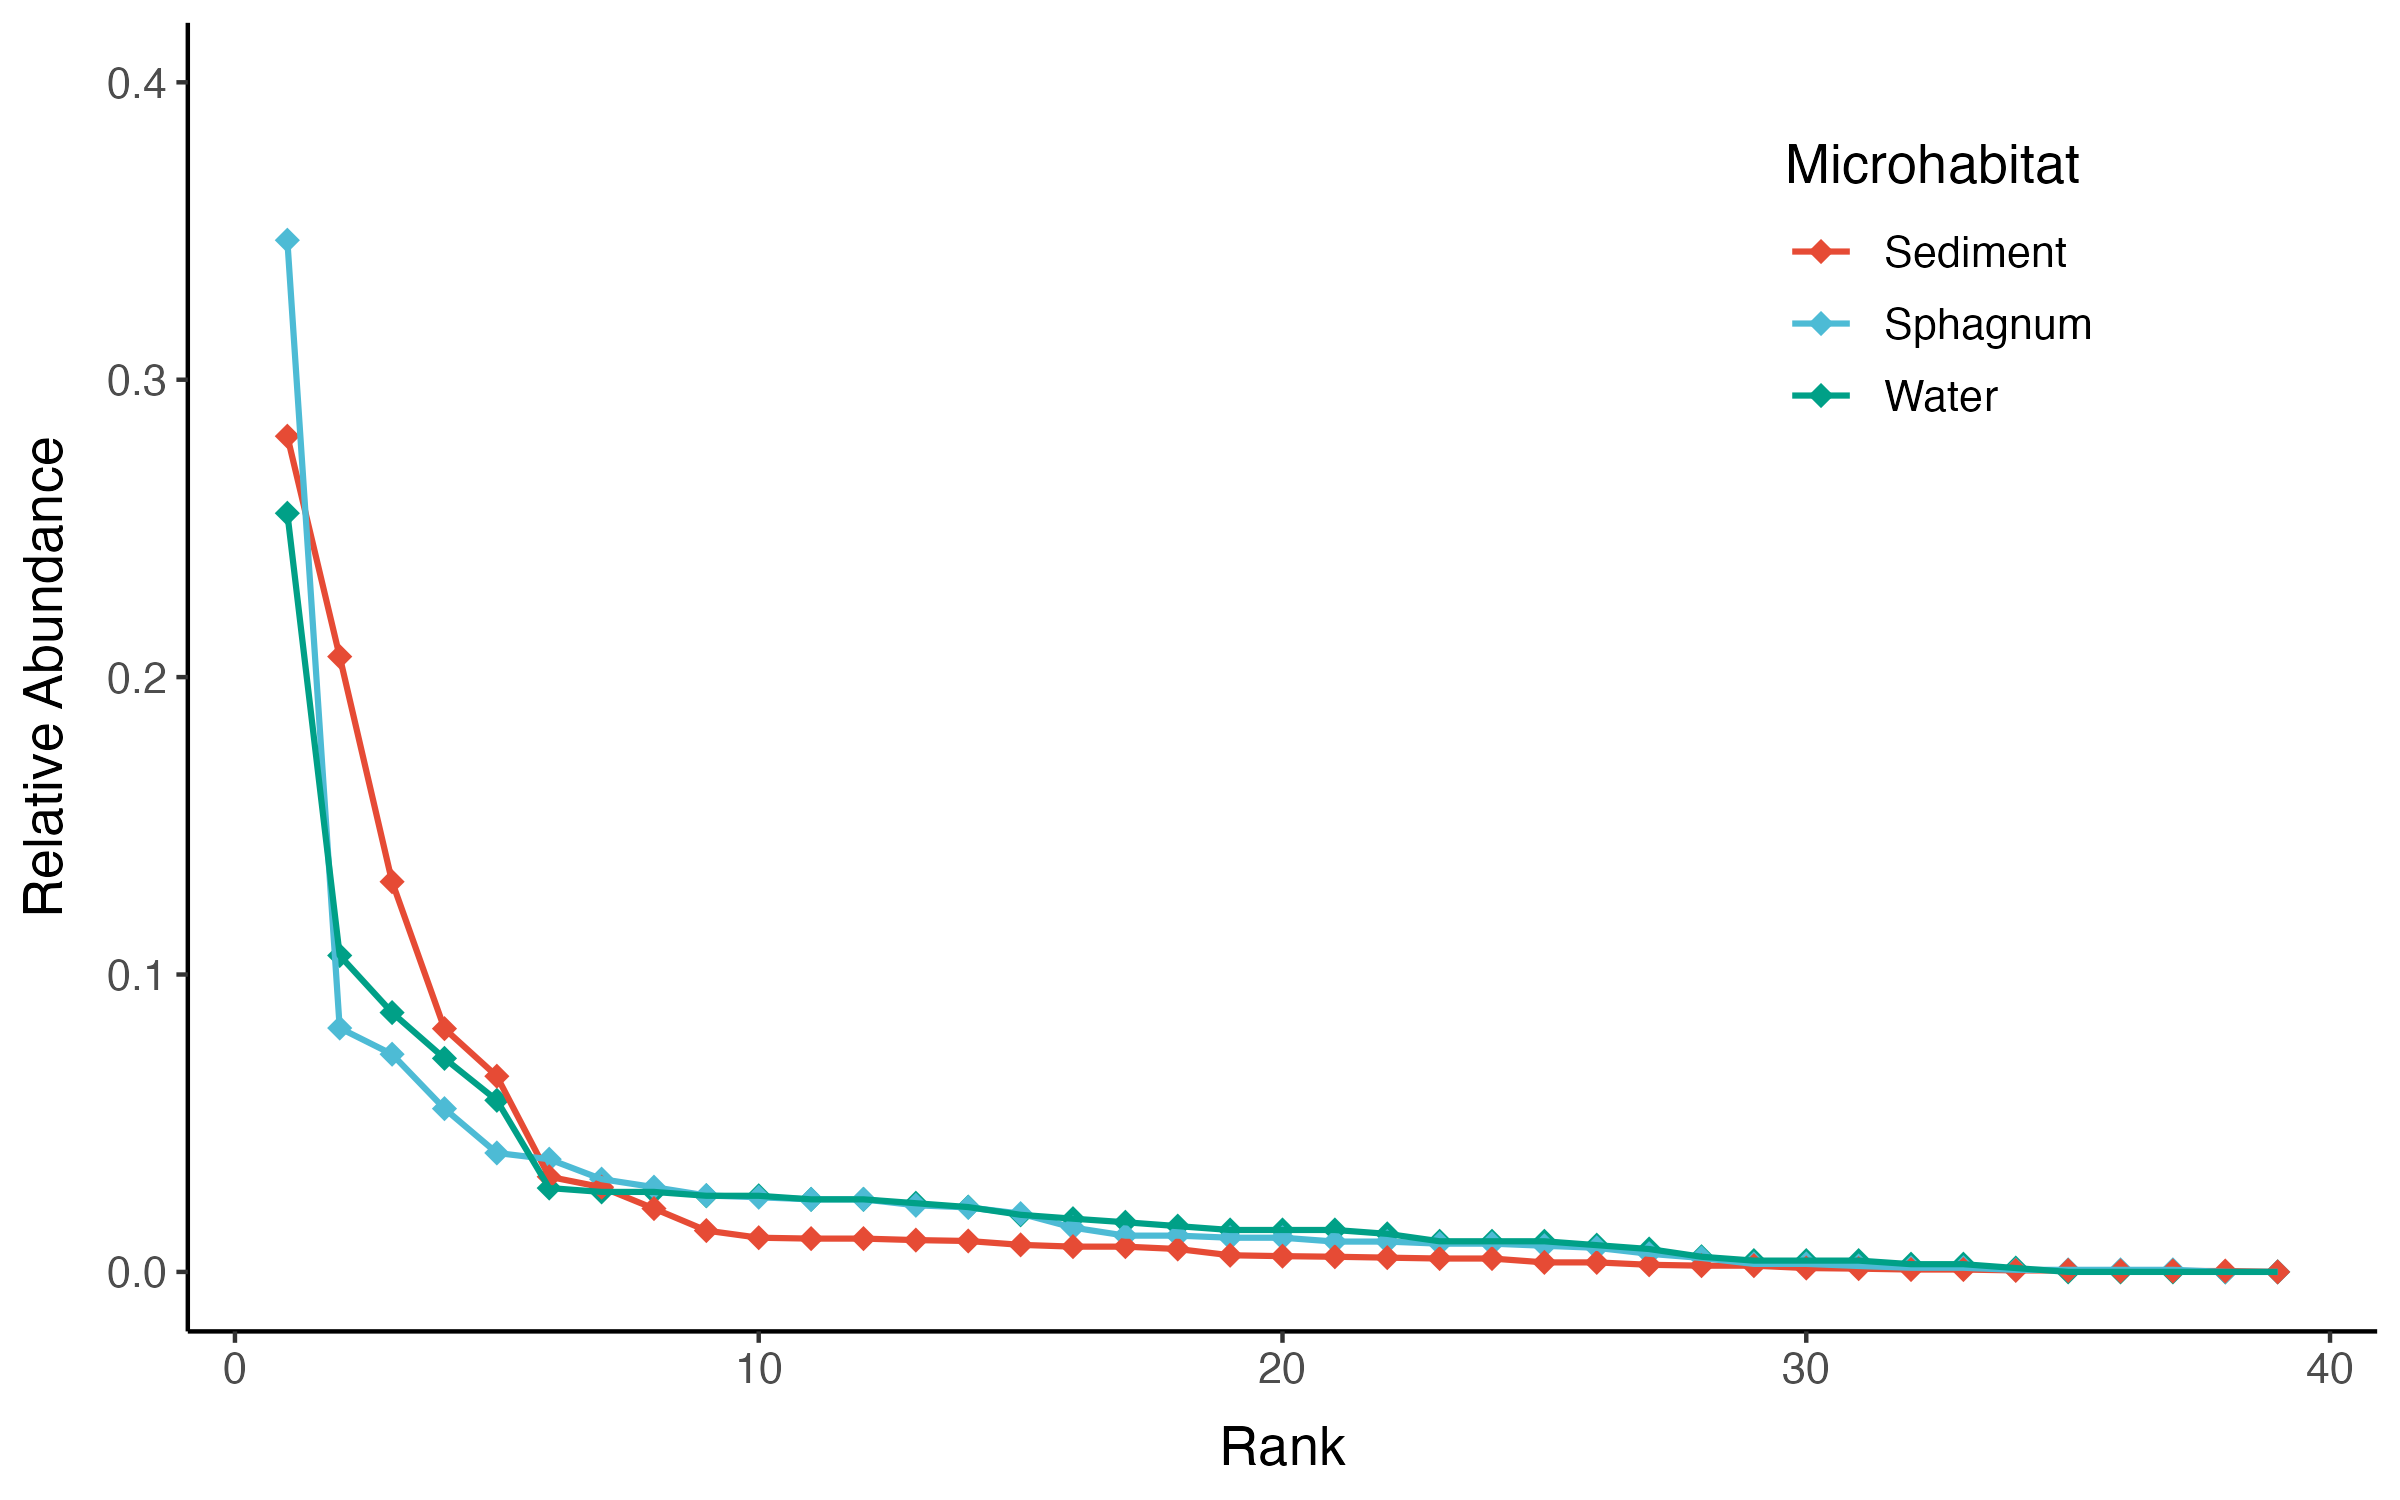 Relative Abundance
0.4
0.3
0.2
0.1
0.0
Microhabitat
Sediment
Sphagnum
Water
0 10 20 30 40
Rank